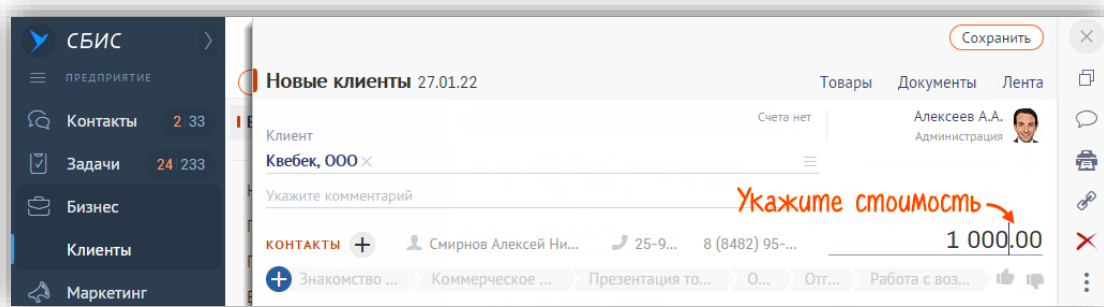 СБИС
ПРЕДПРИЯТИЕ
Контакты 2 33
Задачи 24 233
Бизнес
Клиенты
Маркетинг
Сохранить
Новые клиенты 27.01.22
Товары Документы Лента
Клиент
Счета нет
Алексеев А.А.
Администрация
Квебек, ООО
Укажите комментарий
Укажите стоимость
КОНТАКТЫ Смирнов Алексей Ни... 25-9... 8 (8482) 95-... 1 000.00
Знакомство ... Коммерческое ... Презентация то... О... Отг... Работа с воз...